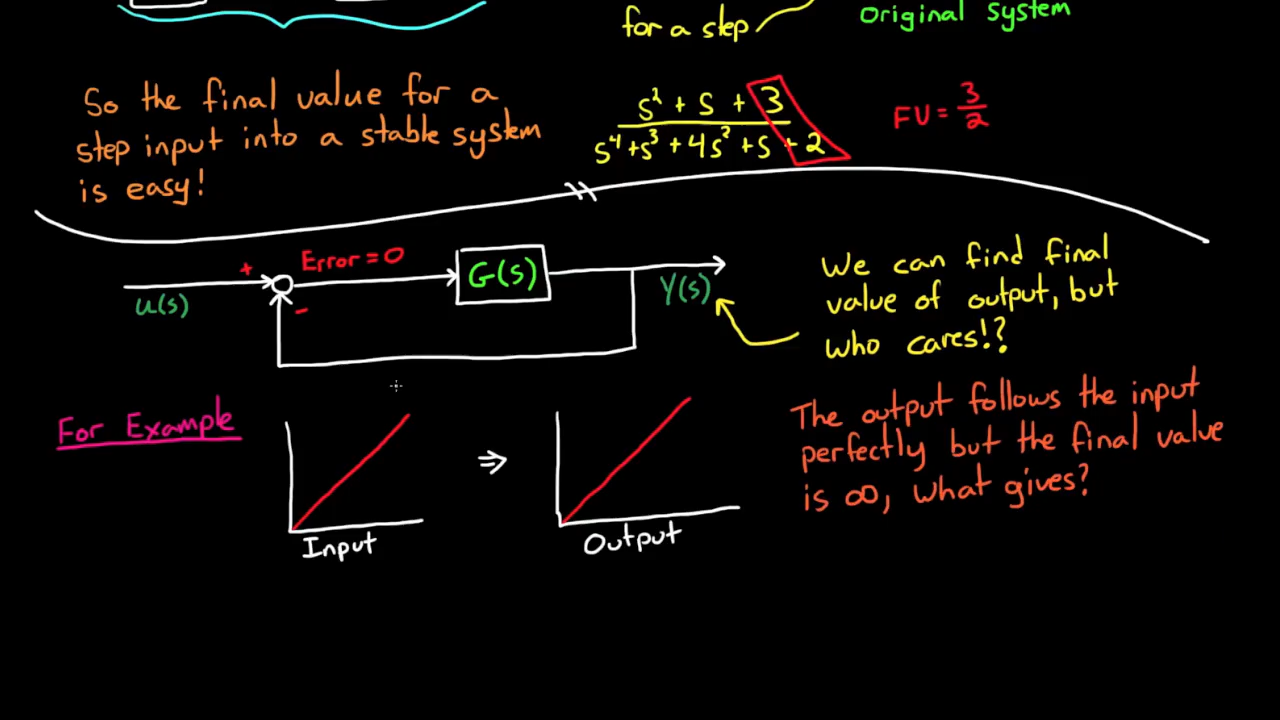 for a step
Original system
So the final value for a
step input into a stable system
is easy!
s² + s + 3
s⁴ + s³ + 4s² + s + 2
FV = 3/2
+
Error = 0
G(s)
u(s)
-
Y(s)
We can find final
value of output, but
who cares!?
For Example
⇒
Input
Output
The output follows the input
perfectly but the final value
is ∞, what gives?